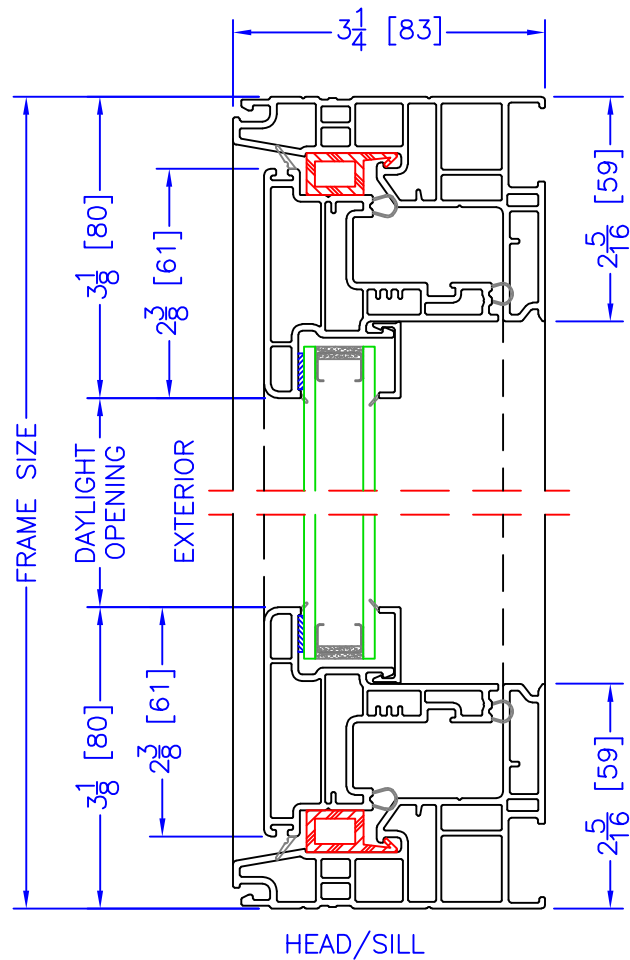 3 1/4 [83]
3 1/8 [80]
2 3/8 [61]
2 5/16 [59]
FRAME SIZE
DAYLIGHT
OPENING
EXTERIOR
3 1/8 [80]
2 3/8 [61]
2 5/16 [59]
HEAD/SILL